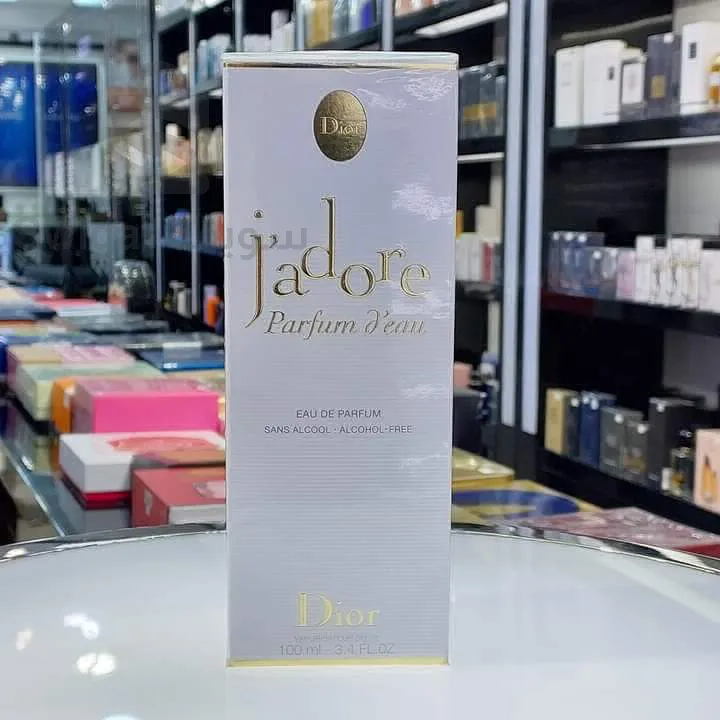 Dior
j'adore
Parfum d'eau
EAU DE PARFUM
SANS ALCOOL - ALCOHOL-FREE
Dior
100 ml - 3.4 FL.OZ